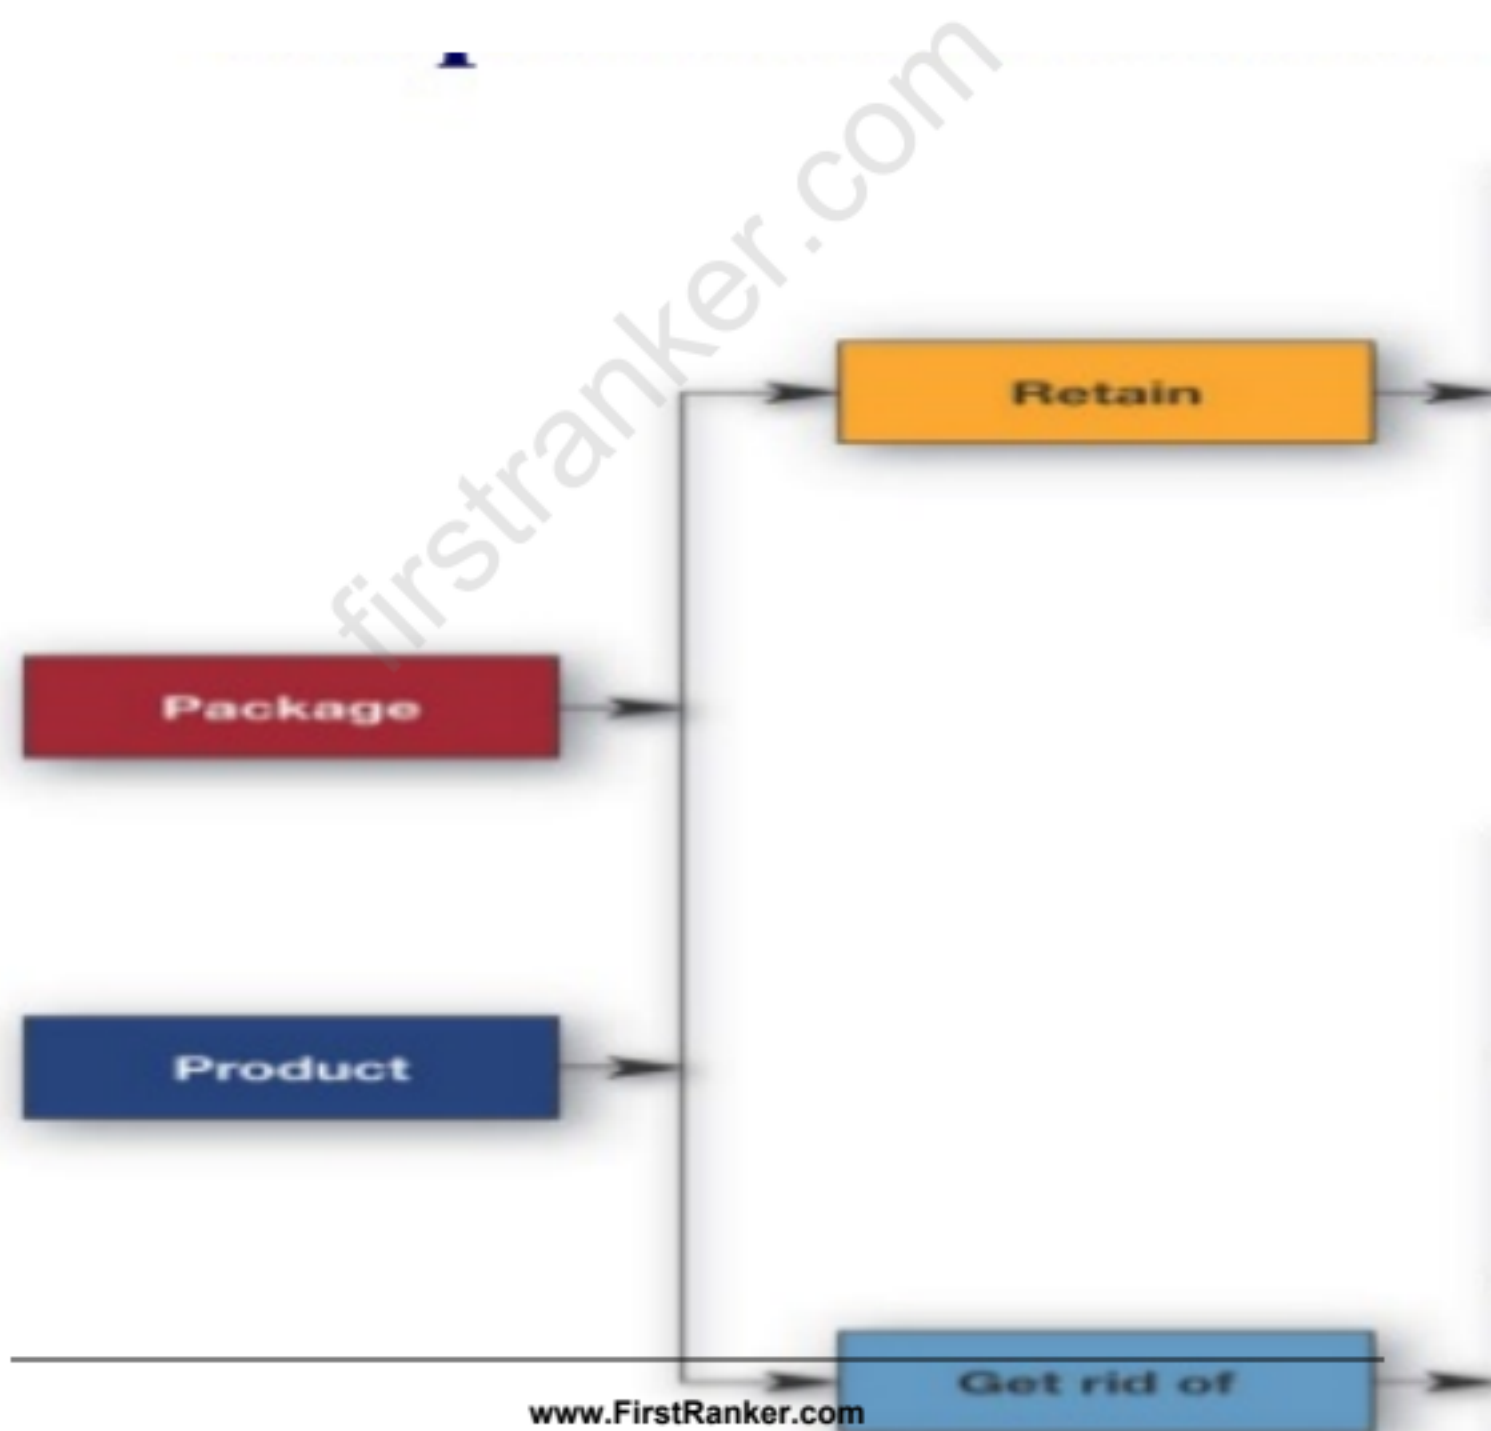 firstranker.com
Retain
Package
Product
Get rid of
www.FirstRanker.com